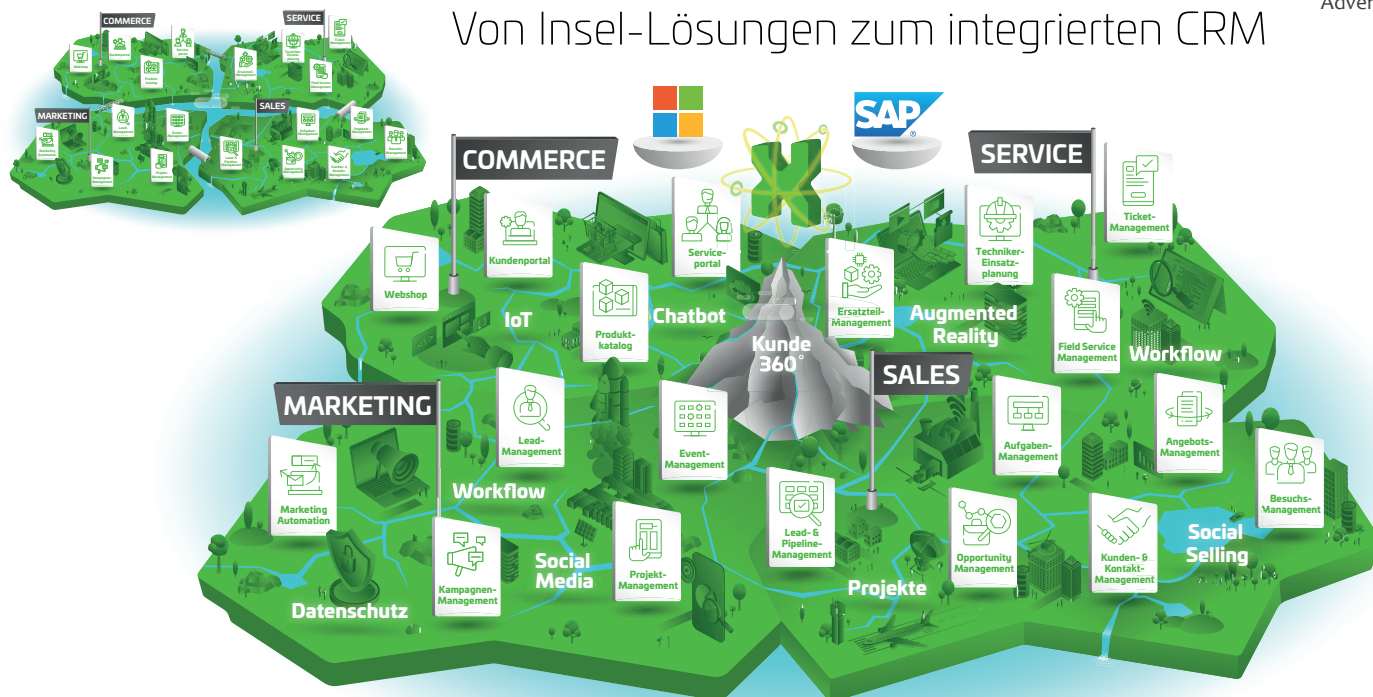 Adver
Von Insel-Lösungen zum integrierten CRM
COMMERCE
SERVICE
MARKETING
SALES
SAP
®
COMMERCE
SERVICE
Ticket-
Management
Kundenportal
Service-
portal
Techniker-
Einsatz-
planung
Webshop
Ersatzteil-
Management
IoT
Chatbot
Augmented
Reality
Produkt-
katalog
Kunde
360°
Field Service
Management
Workflow
SALES
MARKETING
Lead-
Management
Event-
Management
Aufgaben-
Management
Angebots-
Management
Marketing
Automation
Workflow
Besuchs-
Management
Lead- &
Pipeline-
Management
Opportunity
Management
Kunden- &
Kontakt-
Management
Social
Selling
Kampagnen-
Management
Social
Media
Projekt-
Management
Projekte
Datenschutz